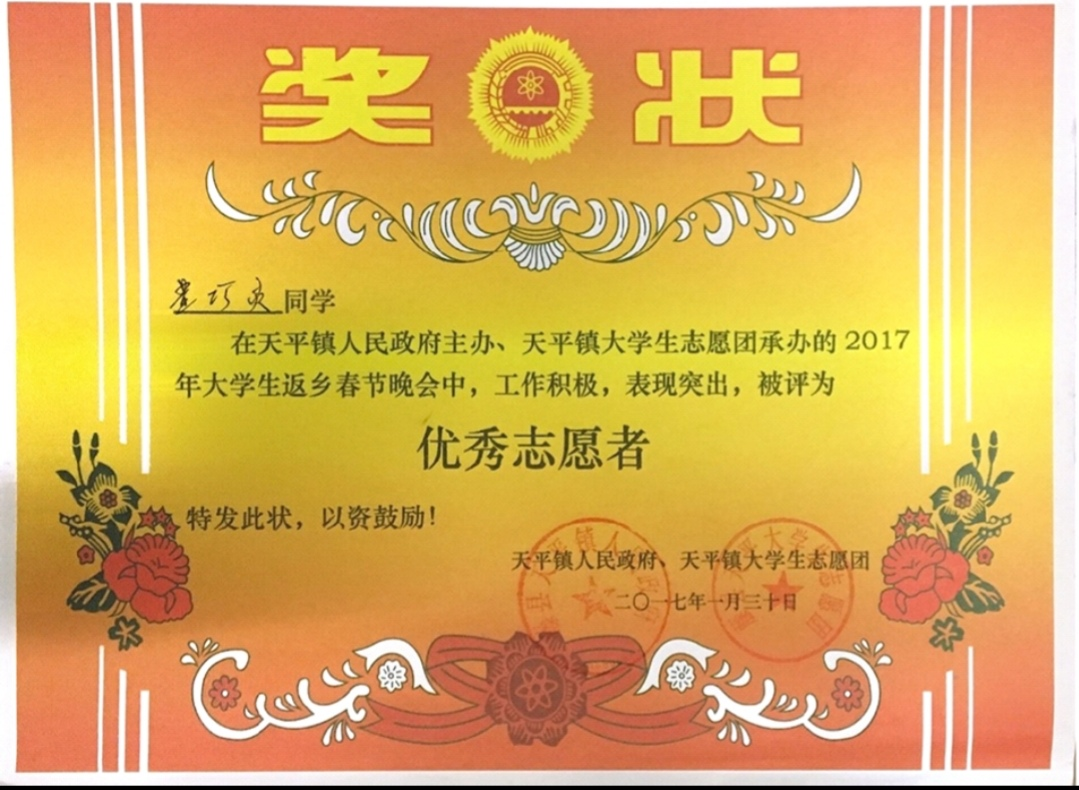 奖状
同学
在天平镇人民政府主办、天平镇大学生志愿团承办的 2017
年大学生返乡春节晚会中，工作积极，表现突出，被评为
优秀志愿者
特发此状，以资鼓励！
天平镇人民政府、天平镇大学生志愿团
二〇一七年一月三十日